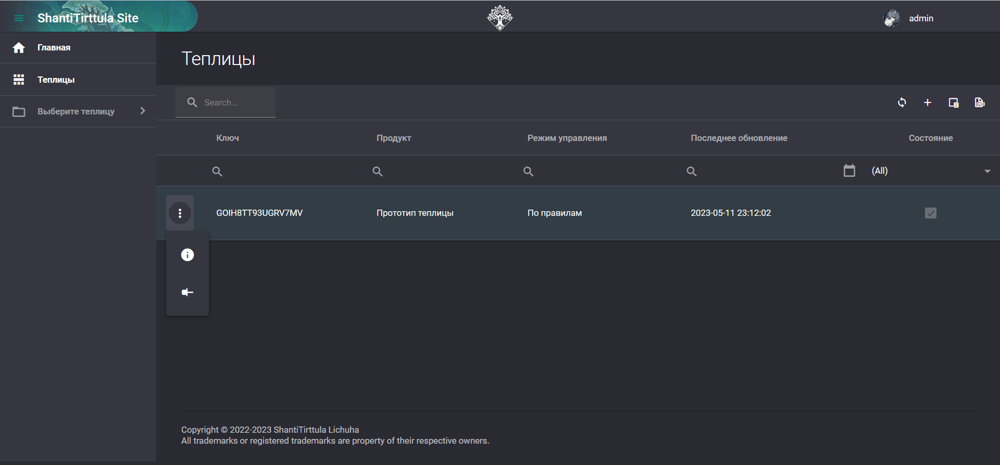 ShantiTirttula Site
admin
Главная
Теплицы
Выберите теплицу
Теплицы
Search...
Ключ
Продукт
Режим управления
Последнее обновление
Состояние
(All)
GOIH8TT93UGRV7MV
Прототип теплицы
По правилам
2023-05-11 23:12:02
Copyright © 2022-2023 ShantiTirttula Lichuha
All trademarks or registered trademarks are property of their respective owners.